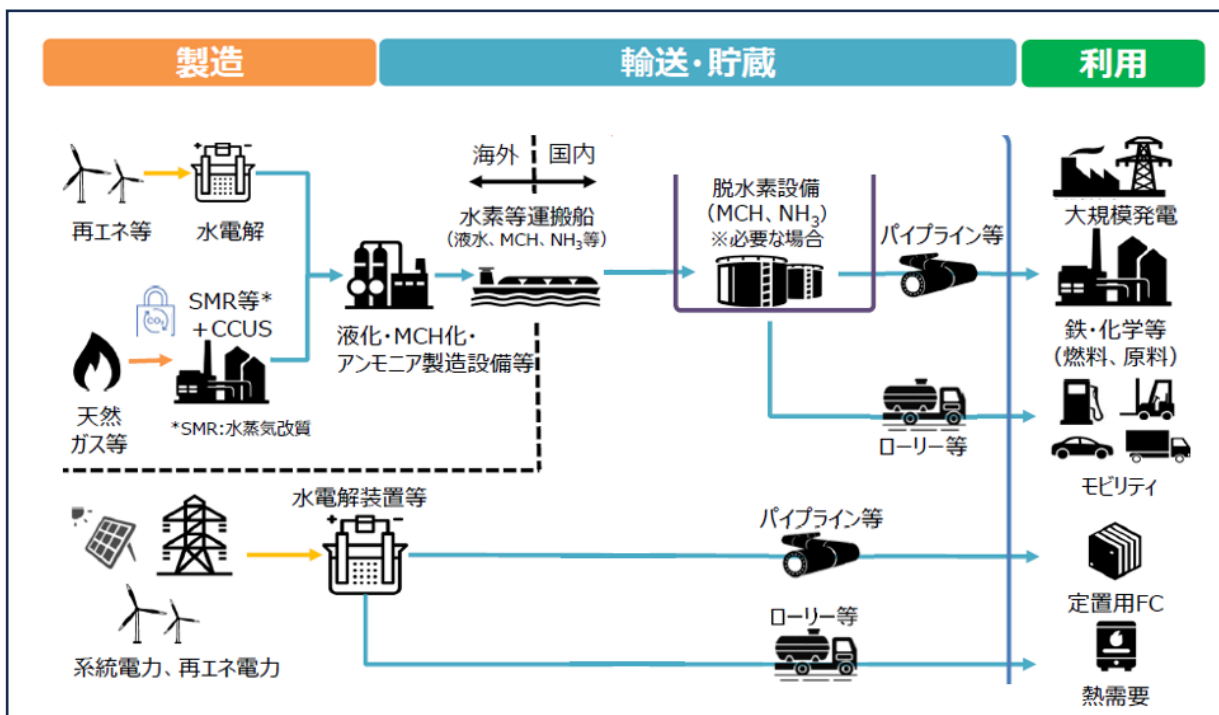 製造
輸送・貯蔵
利用
海外
国内
再エネ等
水電解
水素等運搬船
(液水、MCH、NH3等)
脱水素設備
(MCH、NH3)
※必要な場合
パイプライン等
大規模発電
CO2
SMR等*
+CCUS
液化・MCH化・
アンモニア製造設備等
鉄・化学等
(燃料、原料)
天然
ガス等
*SMR:水蒸気改質
ローリー等
モビリティ
水電解装置等
パイプライン等
定置用FC
ローリー等
系統電力、再エネ電力
熱需要